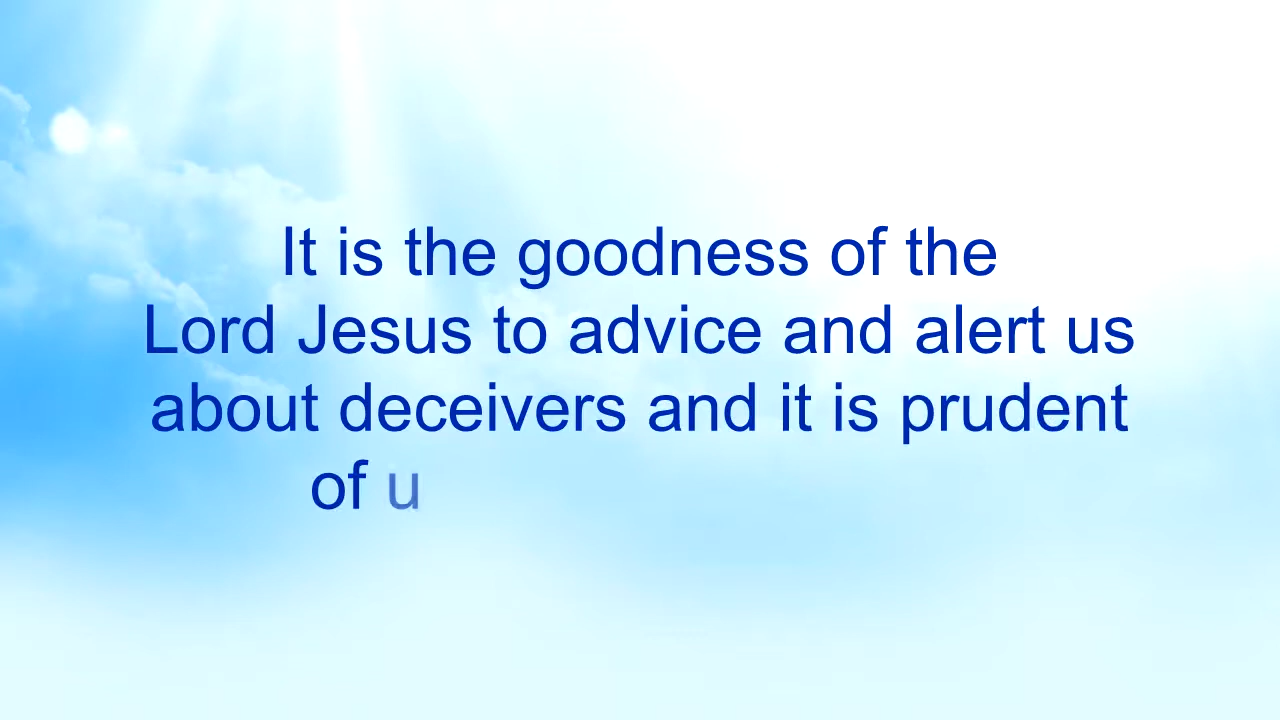 It is the goodness of the
Lord Jesus to advice and alert us
about deceivers and it is prudent
of u